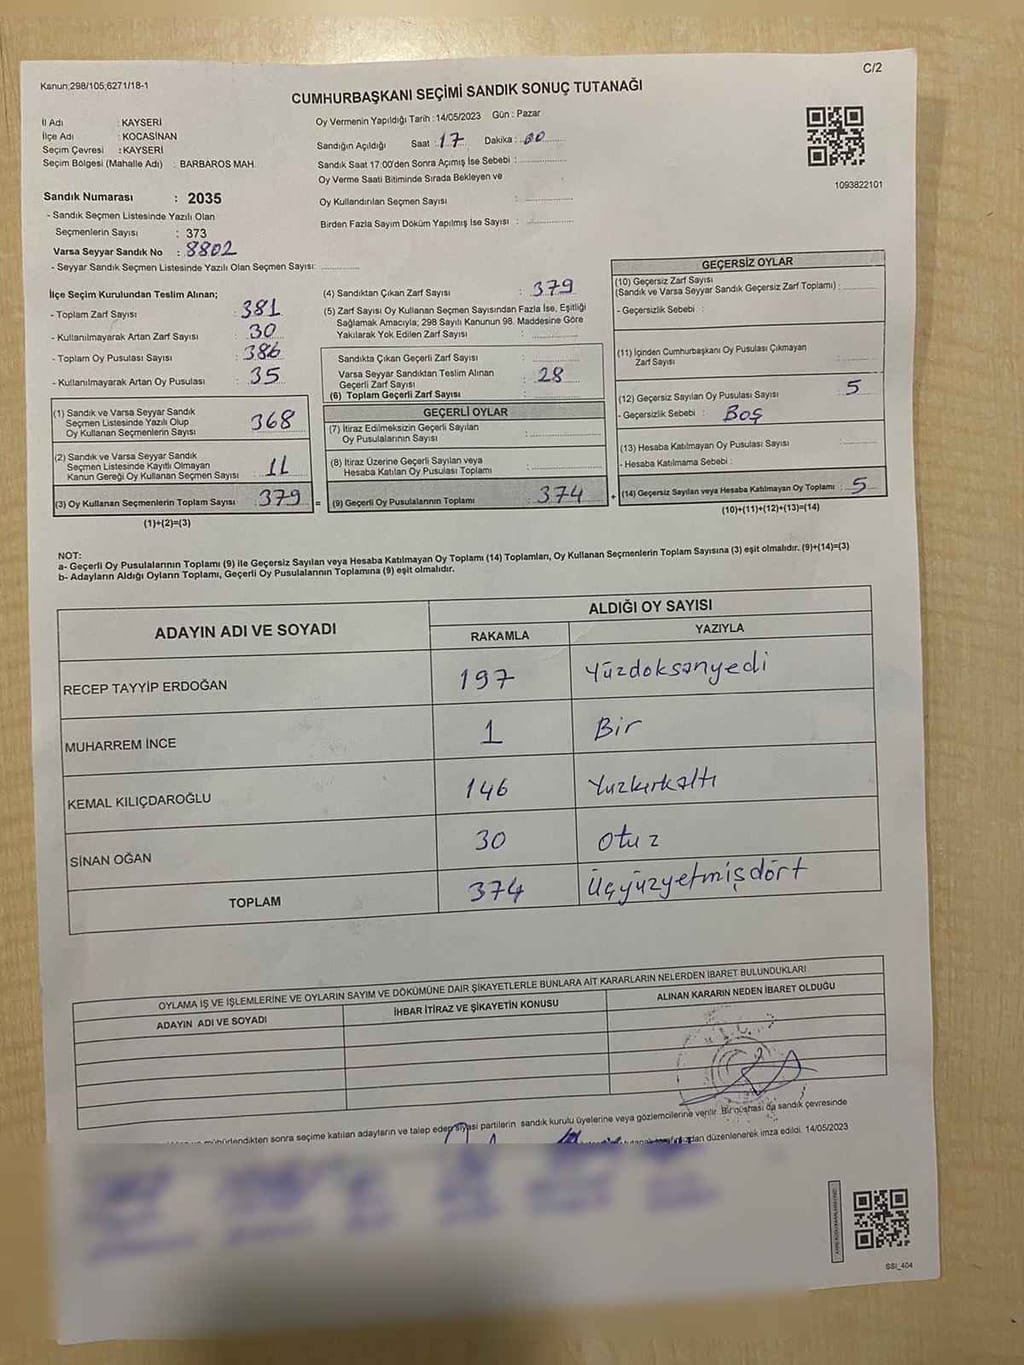 Kanun;298/105;6271/18-1
C/2
CUMHURBAŞKANI SEÇİMİ SANDIK SONUÇ TUTANAĞI
İl Adı : KAYSERİ
İlçe Adı : KOCASİNAN
Seçim Çevresi : KAYSERİ
Seçim Bölgesi (Mahalle Adı) : BARBAROS MAH.
Sandık Numarası : 2035
- Sandık Seçmen Listesinde Yazılı Olan
Seçmenlerin Sayısı : 373
Varsa Seyyar Sandık No : 8802
- Seyyar Sandık Seçmen Listesinde Yazılı Olan Seçmen Sayısı:
Oy Vermenin Yapıldığı Tarih : 14/05/2023 Gün : Pazar
Sandığın Açıldığı Saat : 17 Dakika : 00
Sandık Saat 17:00'den Sonra Açımış İse Sebebi :
Oy Verme Saati Bitiminde Sırada Bekleyen ve
Oy Kullandırılan Seçmen Sayısı :
Birden Fazla Sayım Döküm Yapılmış İse Sayısı :
1093822101
İlçe Seçim Kurulundan Teslim Alınan;
- Toplam Zarf Sayısı : 381
- Kullanılmayarak Artan Zarf Sayısı : 30
- Toplam Oy Pusulası Sayısı : 386
- Kullanılmayarak Artan Oy Pusulası : 35
(1) Sandık ve Varsa Seyyar Sandık
Seçmen Listesinde Yazılı Olup
Oy Kullanan Seçmenlerin Sayısı : 368
(2) Sandık ve Varsa Seyyar Sandık
Seçmen Listesinde Kayıtlı Olmayan
Kanun Gereği Oy Kullanan Seçmen Sayısı : 11
(3) Oy Kullanan Seçmenlerin Toplam Sayısı : 379 =
(1)+(2)=(3)
(4) Sandıktan Çıkan Zarf Sayısı : 379
(5) Zarf Sayısı Oy Kullanan Seçmen Sayısından Fazla İse, Eşitliği
Sağlamak Amacıyla; 298 Sayılı Kanunun 98. Maddesine Göre
Yakılarak Yok Edilen Zarf Sayısı :
Sandıkta Çıkan Geçerli Zarf Sayısı :
Varsa Seyyar Sandıktan Teslim Alınan
Geçerli Zarf Sayısı : 28
(6) Toplam Geçerli Zarf Sayısı :
GEÇERLİ OYLAR
(7) İtiraz Edilmeksizin Geçerli Sayılan
Oy Pusulalarının Sayısı :
(8) İtiraz Üzerine Geçerli Sayılan veya
Hesaba Katılan Oy Pusulası Toplamı :
(9) Geçerli Oy Pusulalarının Toplamı : 374 +
GEÇERSİZ OYLAR
(10) Geçersiz Zarf Sayısı
(Sandık ve Varsa Seyyar Sandık Geçersiz Zarf Toplamı) :
- Geçersizlik Sebebi :
(11) İçinden Cumhurbaşkanı Oy Pusulası Çıkmayan
Zarf Sayısı
(12) Geçersiz Sayılan Oy Pusulası Sayısı : 5
- Geçersizlik Sebebi : Boş
(13) Hesaba Katılmayan Oy Pusulası Sayısı :
- Hesaba Katılmama Sebebi :
(14) Geçersiz Sayılan veya Hesaba Katılmayan Oy Toplamı : 5
(10)+(11)+(12)+(13)=(14)
NOT:
a- Geçerli Oy Pusulalarının Toplamı (9) ile Geçersiz Sayılan veya Hesaba Katılmayan Oy Toplamı (14) Toplamları, Oy Kullanan Seçmenlerin Toplam Sayısına (3) eşit olmalıdır. (9)+(14)=(3)
b- Adayların Aldığı Oyların Toplamı, Geçerli Oy Pusulalarının Toplamına (9) eşit olmalıdır.
ADAYIN ADI VE SOYADI
ALDIĞI OY SAYISI
RAKAMLA YAZIYLA
RECEP TAYYİP ERDOĞAN 197 Yüzdoksanyedi
MUHARREM İNCE 1 Bir
KEMAL KILIÇDAROĞLU 146 Yuzkırkaltı
SİNAN OĞAN 30 Otuz
TOPLAM 374 Üçyüzyetmişdört
OYLAMA İŞ VE İŞLEMLERİNE VE OYLARIN SAYIM VE DÖKÜMÜNE DAİR ŞİKAYETLERLE BUNLARA AİT KARARLARIN NELERDEN İBARET BULUNDUKLARI
ADAYIN ADI VE SOYADI İHBAR İTİRAZ VE ŞİKAYETİN KONUSU ALINAN KARARIN NEDEN İBARET OLDUĞU
mühürlendikten sonra seçime katılan adayların ve talep eden siyasi partilerin sandık kurulu üyelerine veya gözlemcilerine verilir. Bir nüshası da sandık çevresinde
düzenlenerek imza edildi. 14/05/2023
SSI_404